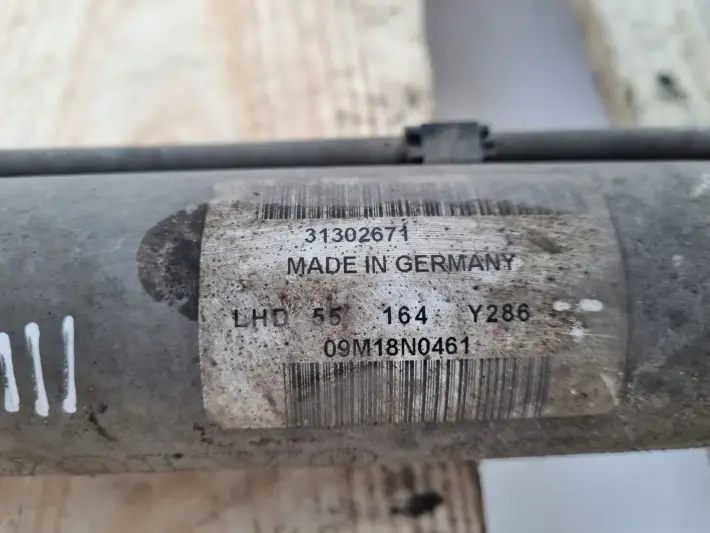 31302671
MADE IN GERMANY
LHD 55 164 Y286
09M18N0461